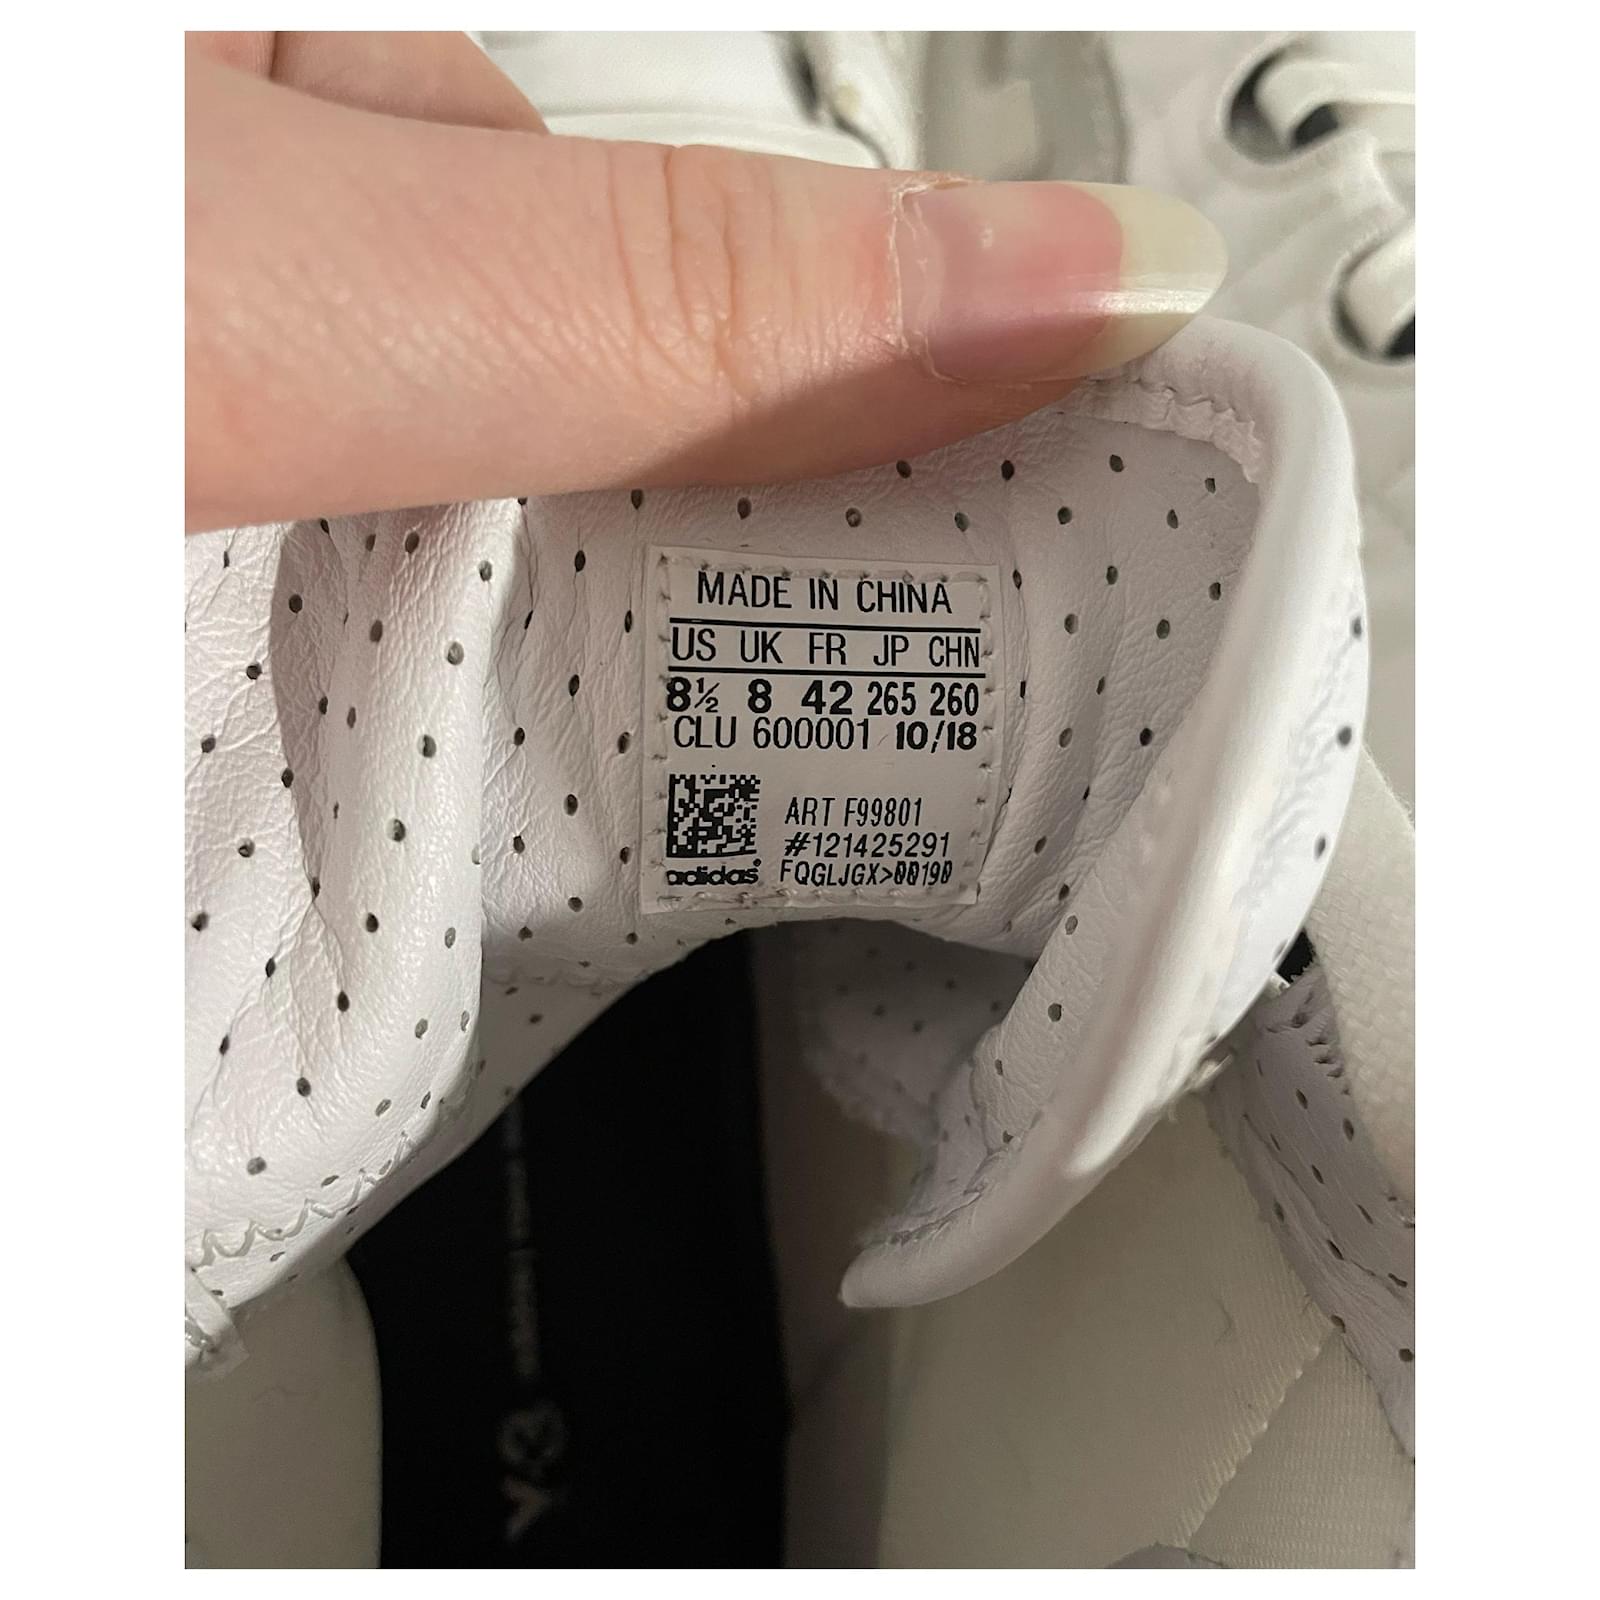 MADE IN CHINA
US UK FR JP CHN
8½ 8 42 265 260
CLU 600001 10/18
ART F99801
#121425291
adidas® FQGLJGX>00190
Y-3